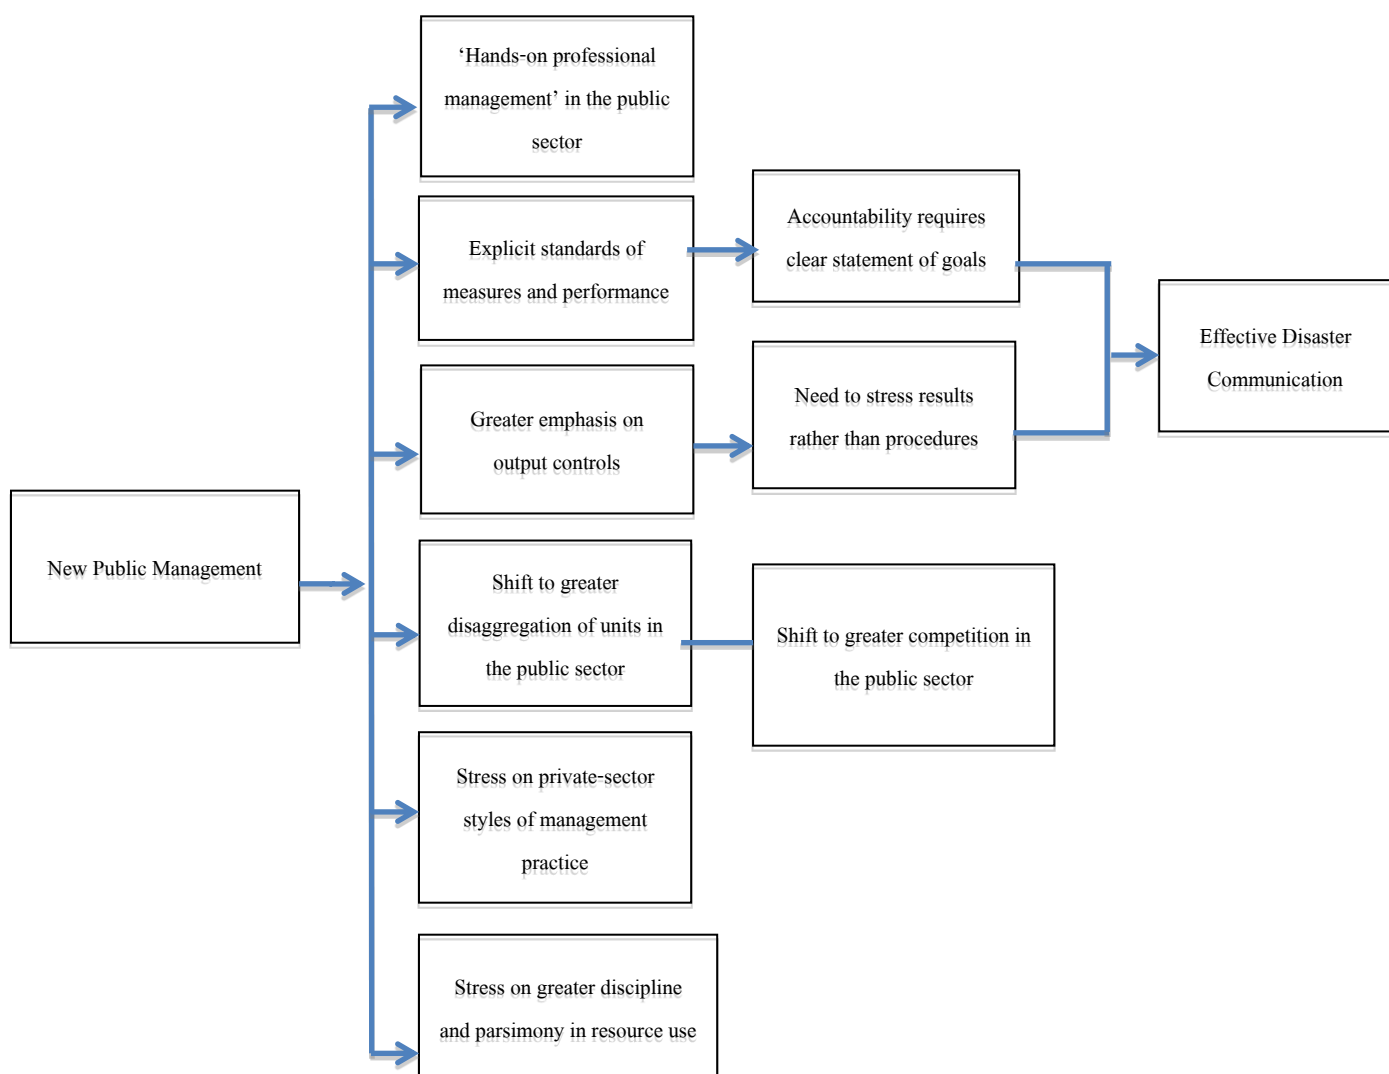 ‘Hands-on professional
management’ in the public
sector
Explicit standards of
measures and performance
Accountability requires
clear statement of goals
Effective Disaster
Communication
Greater emphasis on
output controls
Need to stress results
rather than procedures
New Public Management
Shift to greater
disaggregation of units in
the public sector
Shift to greater competition in
the public sector
Stress on private-sector
styles of management
practice
Stress on greater discipline
and parsimony in resource use